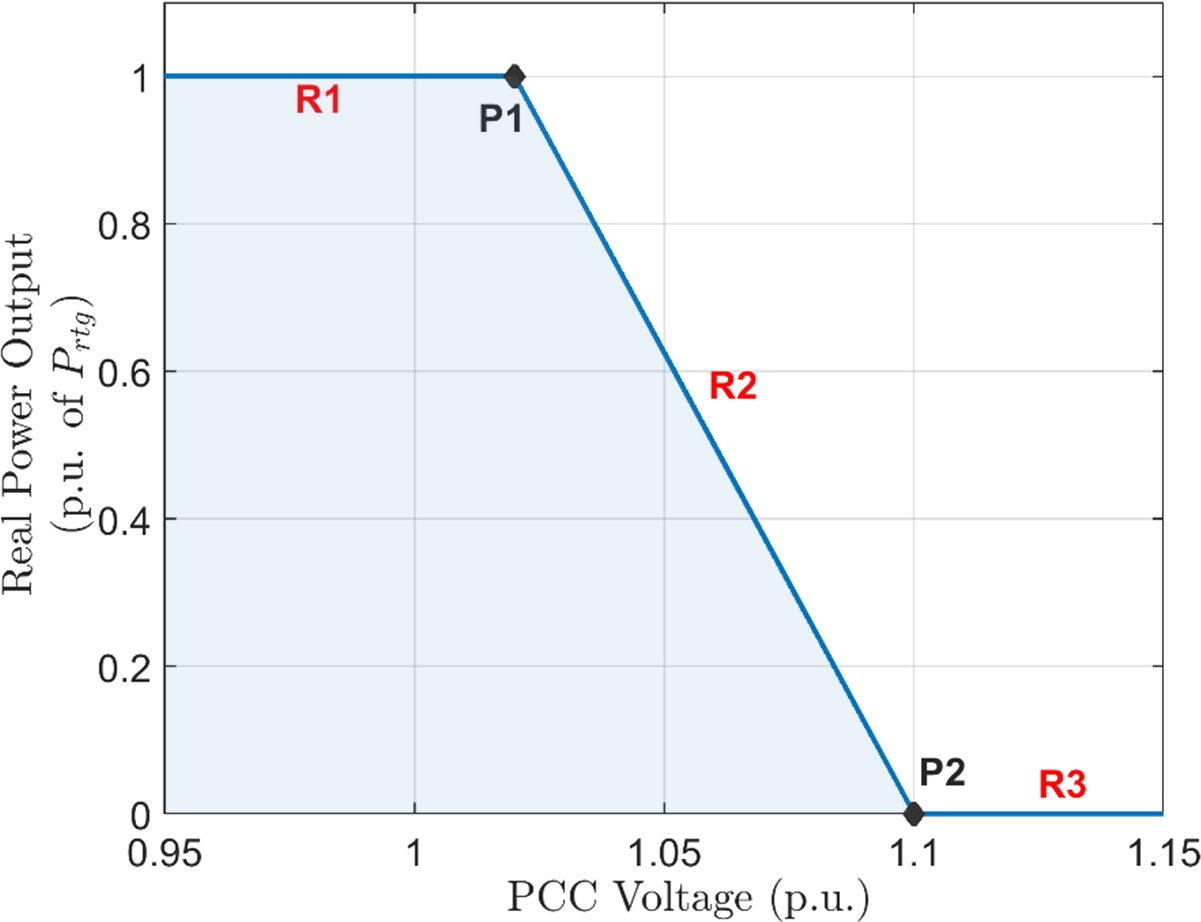 Real Power Output
(p.u. of P_rtg)
1
0.8
0.6
0.4
0.2
0
R1
P1
R2
P2
R3
0.95
1
1.05
1.1
1.15
PCC Voltage (p.u.)